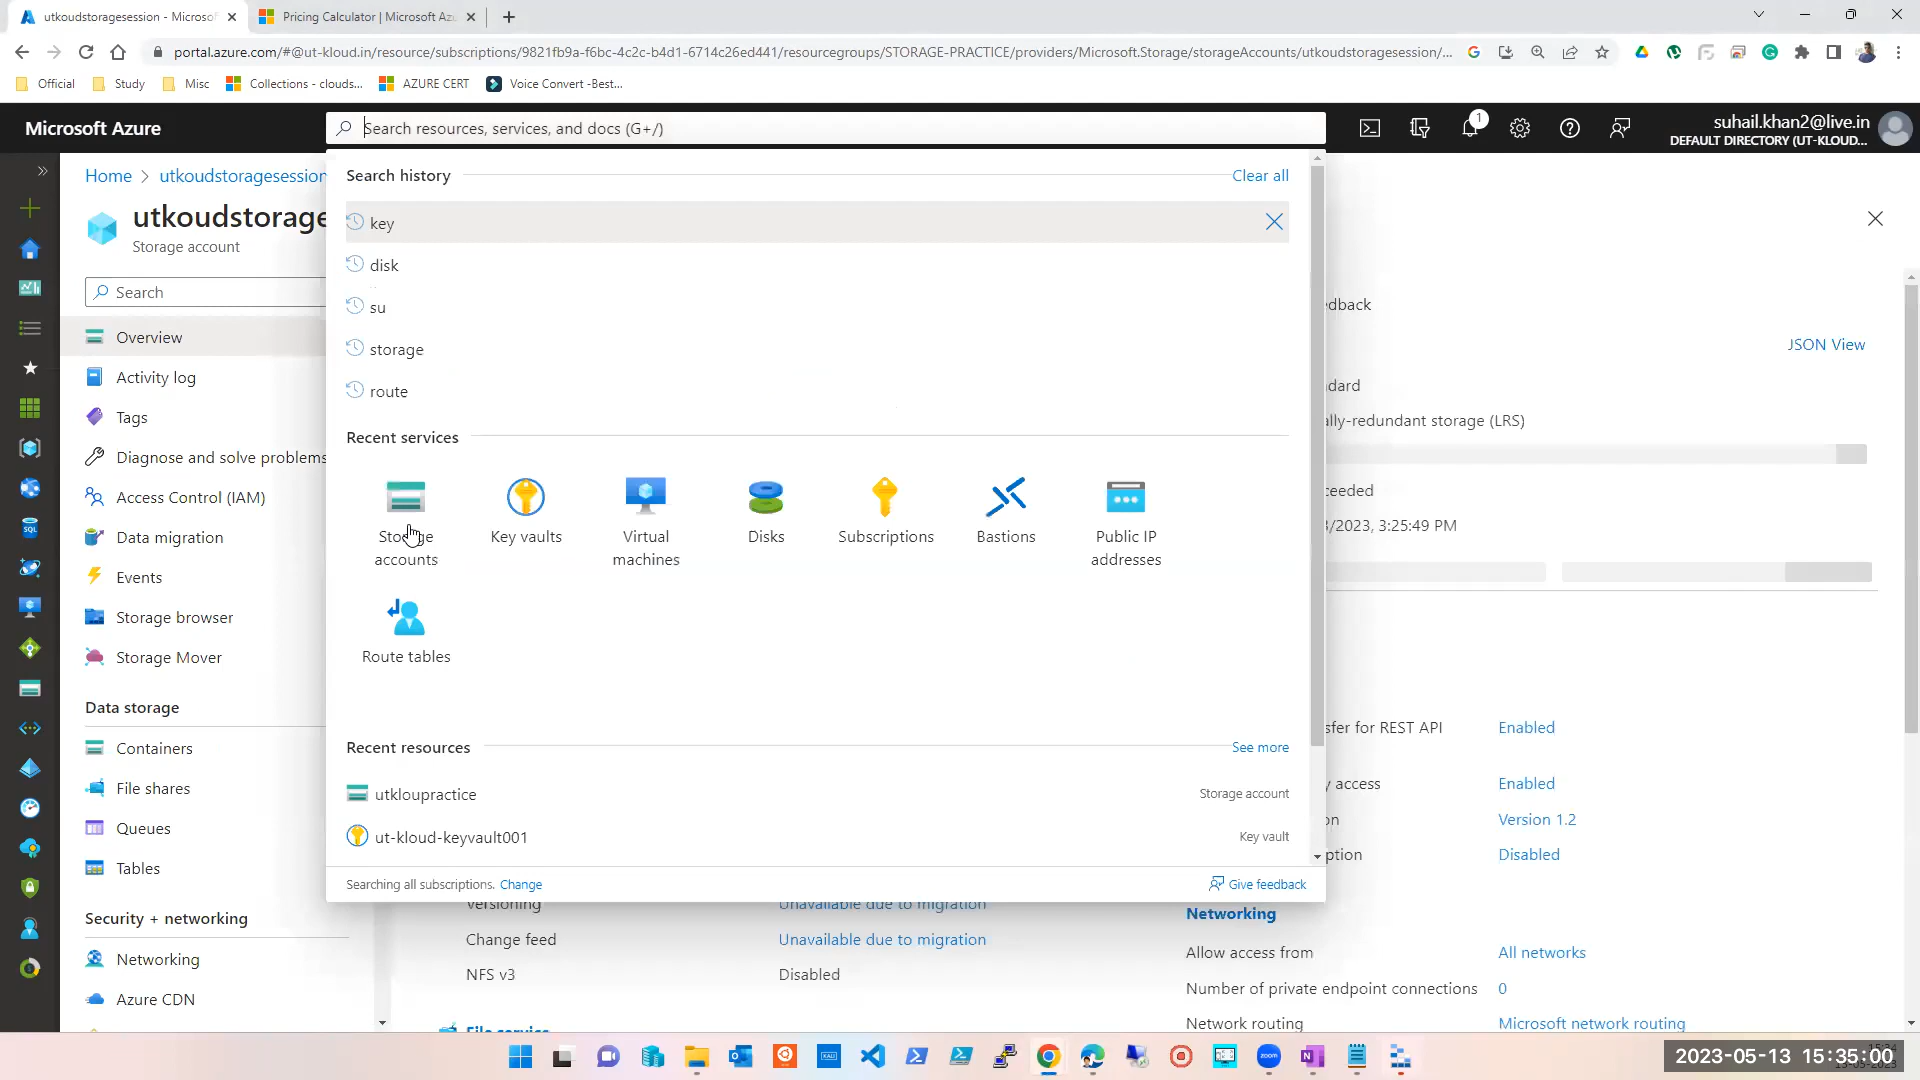 utkoudstoragesession - Microsof
Pricing Calculator | Microsoft Azu
portal.azure.com/#@ut-kloud.in/resource/subscriptions/9821fb9a-f6bc-4c2c-b4d1-6714c26ed441/resourcegroups/STORAGE-PRACTICE/providers/Microsoft.Storage/storageAccounts/utkoudstoragesession/...
Official
Study
Misc
Collections - clouds...
AZURE CERT
Voice Convert -Best...
Microsoft Azure
Search resources, services, and docs (G+/)
1
suhail.khan2@live.in
DEFAULT DIRECTORY (UT-KLOUD...
Home > utkoudstoragesession
utkoudstorage
Storage account
Search
Overview
Activity log
Tags
Diagnose and solve problems
Access Control (IAM)
Data migration
Events
Storage browser
Storage Mover
Data storage
Containers
File shares
Queues
Tables
Security + networking
Networking
Azure CDN
Search history
Clear all
key
disk
su
storage
route
Recent services
Storage accounts
Key vaults
Virtual machines
Disks
Subscriptions
Bastions
Public IP addresses
Route tables
Recent resources
See more
utkloupractice
Storage account
ut-kloud-keyvault001
Key vault
Searching all subscriptions. Change
Give feedback
edback
JSON View
dard
ally-redundant storage (LRS)
ceeded
3/2023, 3:25:49 PM
sfer for REST API
Enabled
y access
Enabled
on
Version 1.2
ption
Disabled
Versioning
Unavailable due to migration
Change feed
Unavailable due to migration
NFS v3
Disabled
File service
Networking
Allow access from
All networks
Number of private endpoint connections
0
Network routing
Microsoft network routing
2023-05-13 15:35:00